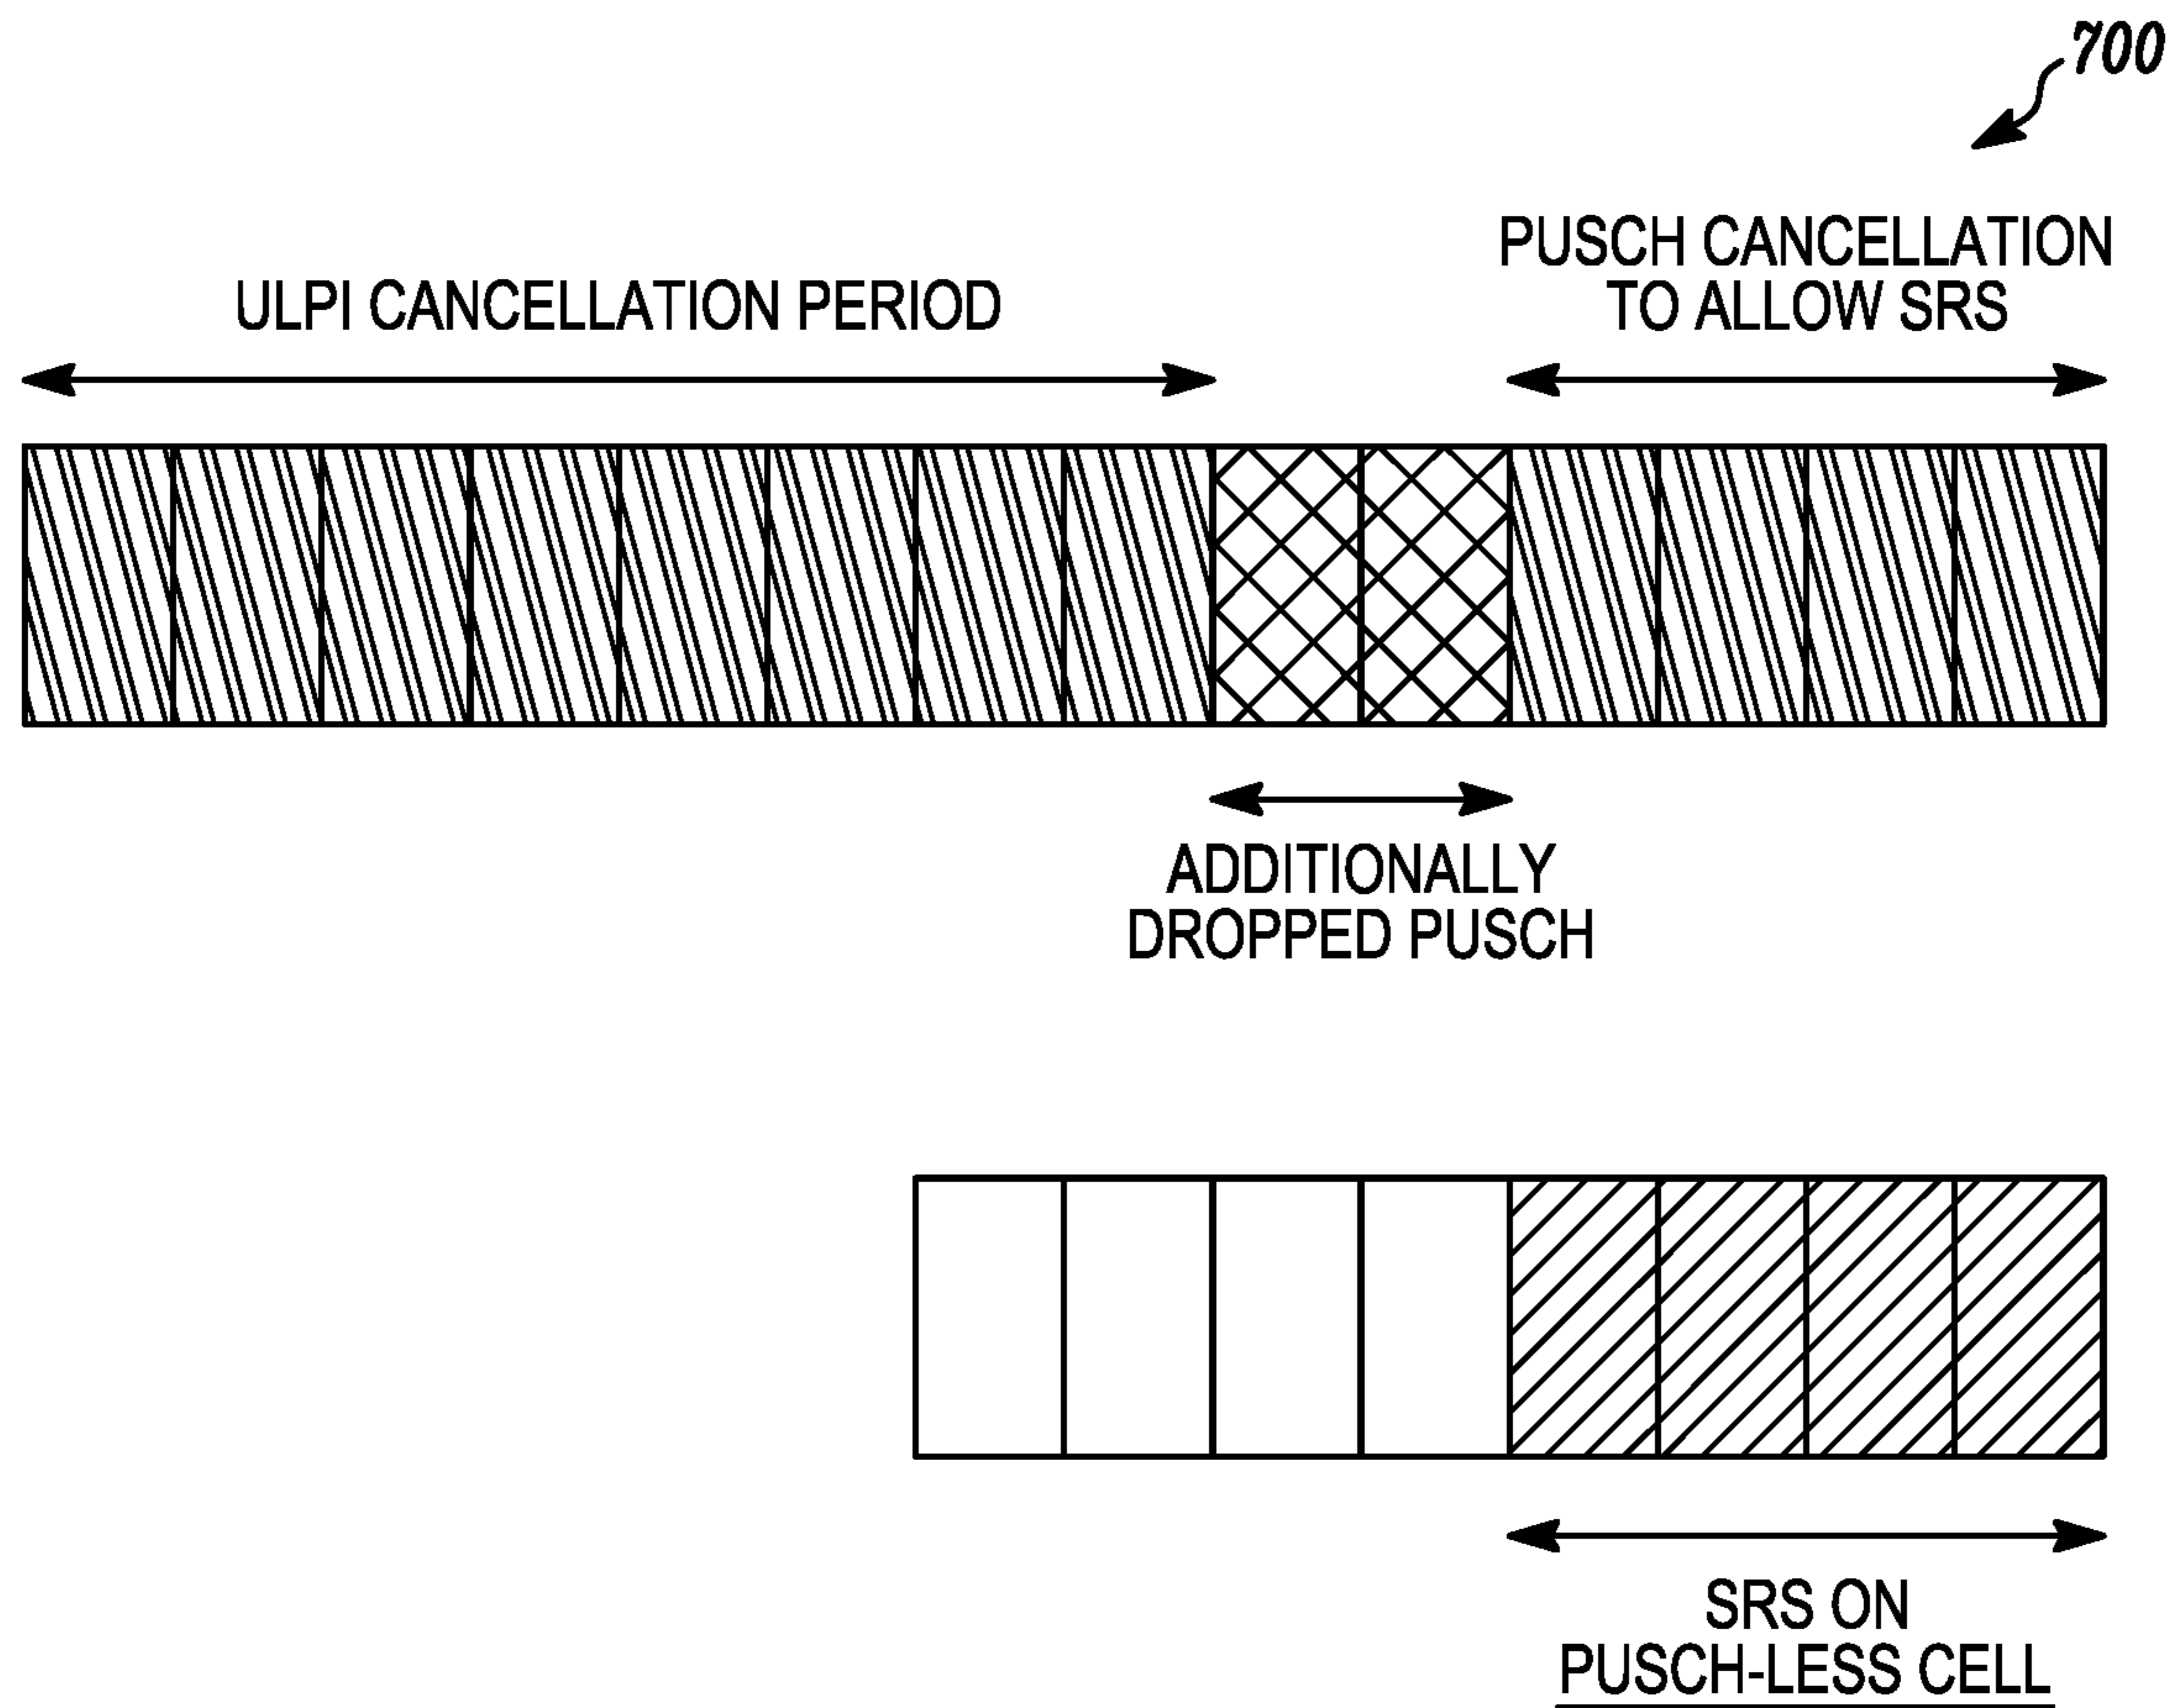 700
ULPI CANCELLATION PERIOD
PUSCH CANCELLATION
TO ALLOW SRS
ADDITIONALLY
DROPPED PUSCH
SRS ON
PUSCH-LESS CELL